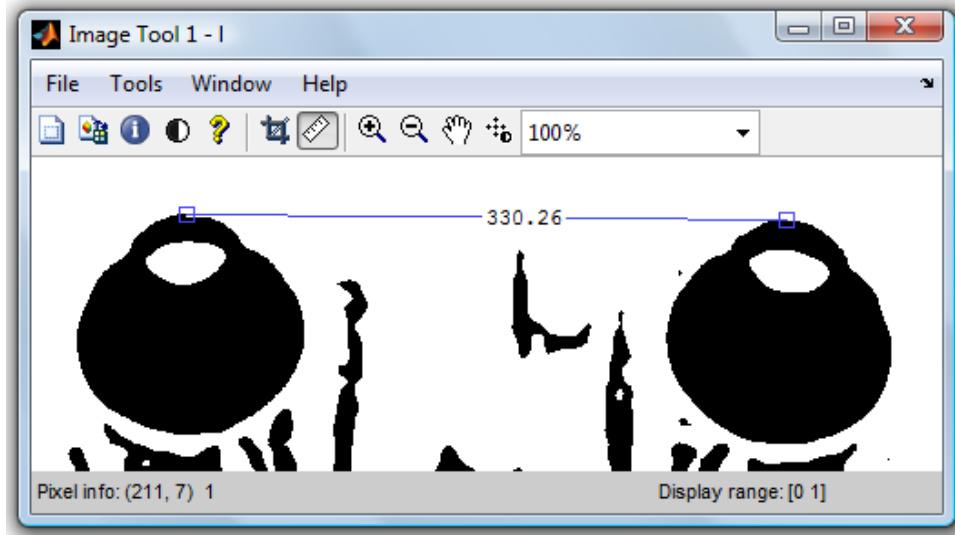 Image Tool 1 - I
File Tools Window Help
100%
330.26
Pixel info: (211, 7) 1 Display range: [0 1]